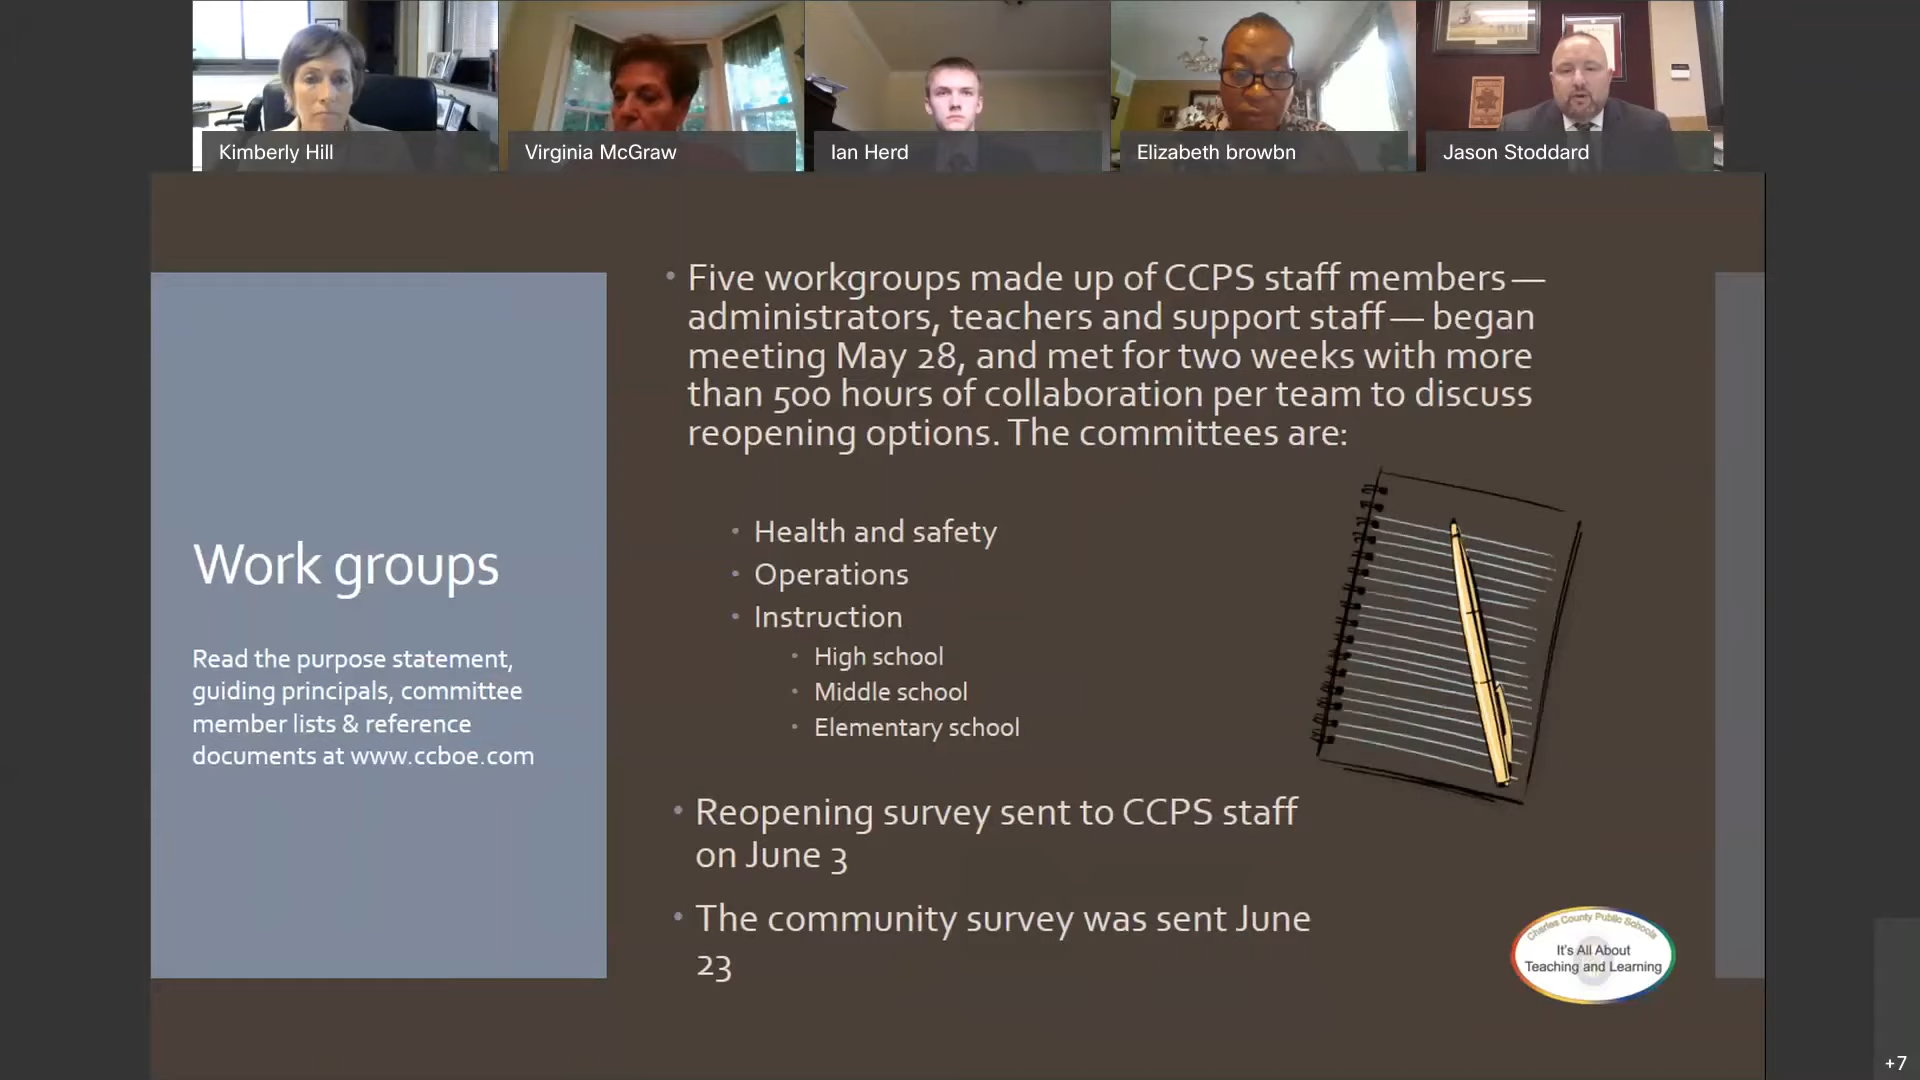 Kimberly Hill
Virginia McGraw
Ian Herd
Elizabeth browbn
Jason Stoddard
Work groups
Read the purpose statement,
guiding principals, committee
member lists & reference
documents at www.ccboe.com
• Five workgroups made up of CCPS staff members—
administrators, teachers and support staff— began
meeting May 28, and met for two weeks with more
than 500 hours of collaboration per team to discuss
reopening options. The committees are:
• Health and safety
• Operations
• Instruction
• High school
• Middle school
• Elementary school
• Reopening survey sent to CCPS staff
on June 3
• The community survey was sent June
23
Charles County Public Schools
It's All About
Teaching and Learning
+7